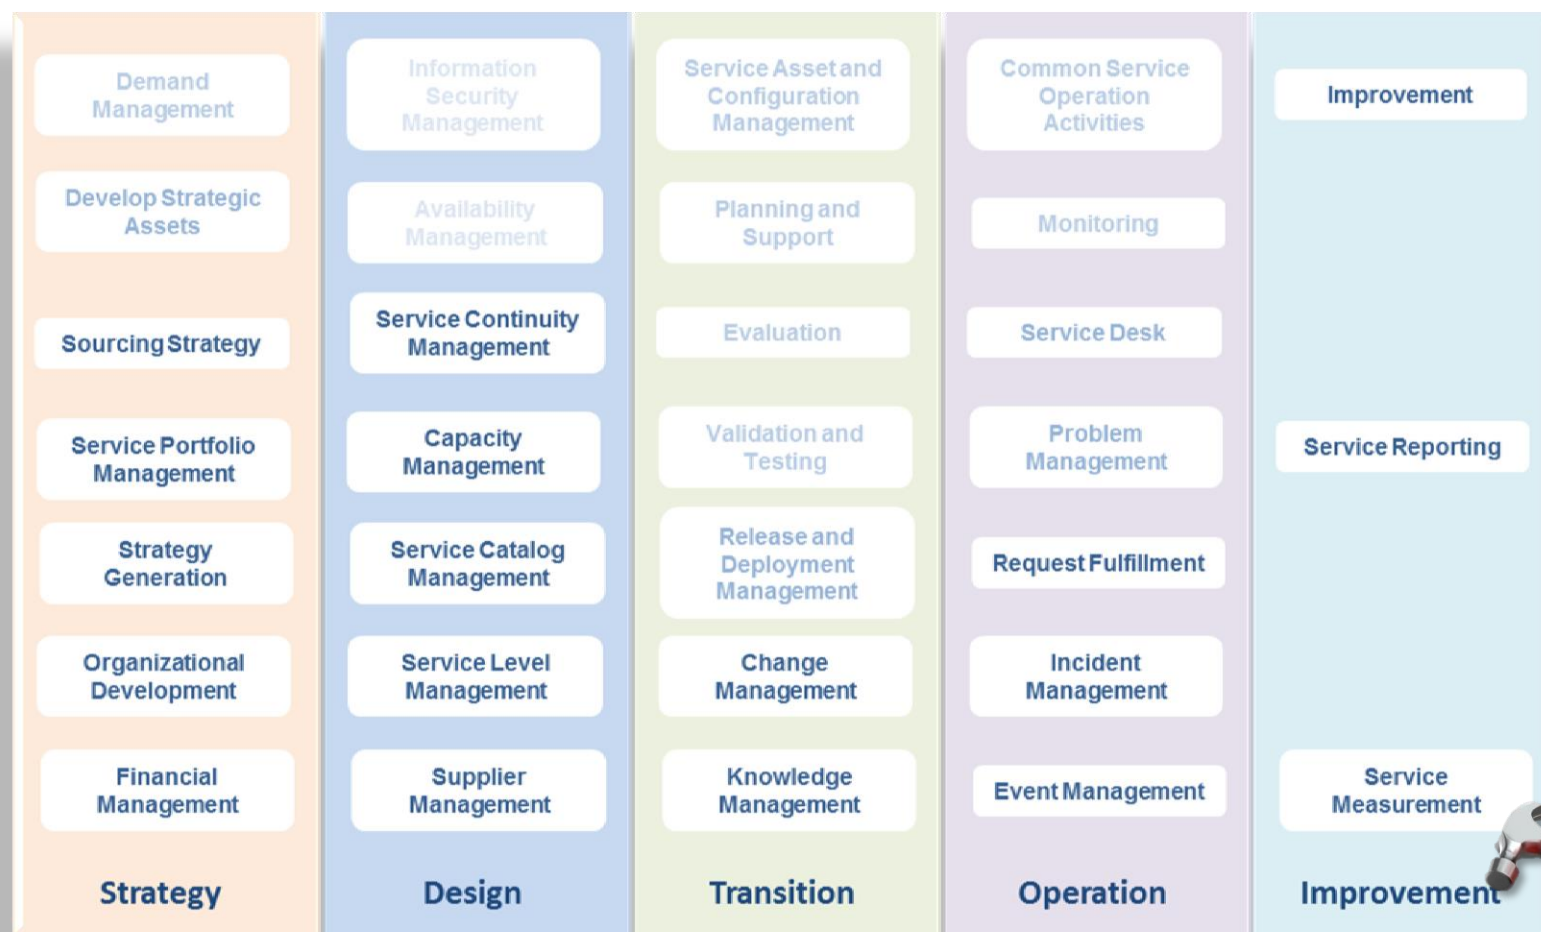 Demand
Management
Develop Strategic
Assets
Sourcing Strategy
Service Portfolio
Management
Strategy
Generation
Organizational
Development
Financial
Management
Strategy
Information
Security
Management
Availability
Management
Service Continuity
Management
Capacity
Management
Service Catalog
Management
Service Level
Management
Supplier
Management
Design
Service Asset and
Configuration
Management
Planning and
Support
Evaluation
Validation and
Testing
Release and
Deployment
Management
Change
Management
Knowledge
Management
Transition
Common Service
Operation
Activities
Monitoring
Service Desk
Problem
Management
Request Fulfillment
Incident
Management
Event Management
Operation
Improvement
Service Reporting
Service
Measurement
Improvement